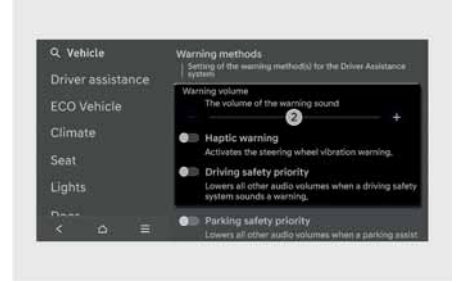 Vehicle
Driver assistance
ECO Vehicle
Climate
Seat
Lights
Door
Warning methods
Setting of the warning method(s) for the Driver Assistance
system
Warning volume
The volume of the warning sound
- 2 +
Haptic warning
Activates the steering wheel vibration warning.
Driving safety priority
Lowers all other audio volumes when a driving safety
system sounds a warning.
Parking safety priority
Lowers all other audio volumes when a parking assist